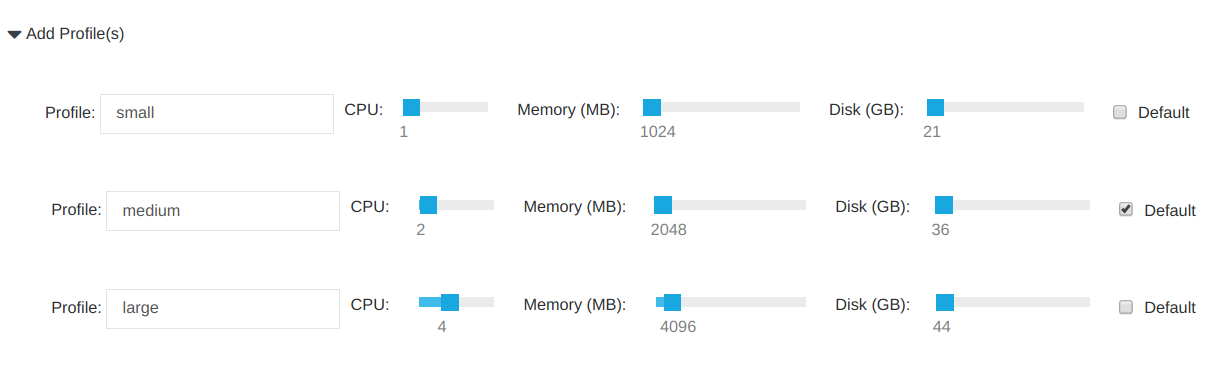 Add Profile(s)
Profile: small CPU: 1 Memory (MB): 1024 Disk (GB): 21 Default
Profile: medium CPU: 2 Memory (MB): 2048 Disk (GB): 36 Default
Profile: large CPU: 4 Memory (MB): 4096 Disk (GB): 44 Default